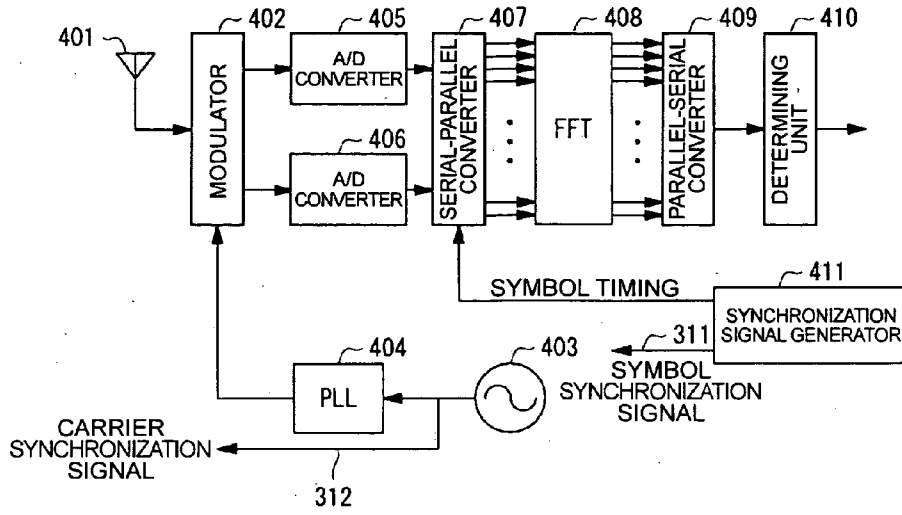 401
402
405
407
408
409
410
A/D
CONVERTER
406
A/D
CONVERTER
MODULATOR
SERIAL-PARALLEL
CONVERTER
FFT
PARALLEL-SERIAL
CONVERTER
DETERMINING
UNIT
SYMBOL TIMING
411
SYNCHRONIZATION
SIGNAL GENERATOR
311
SYMBOL
SYNCHRONIZATION
SIGNAL
404
PLL
403
CARRIER
SYNCHRONIZATION
SIGNAL
312